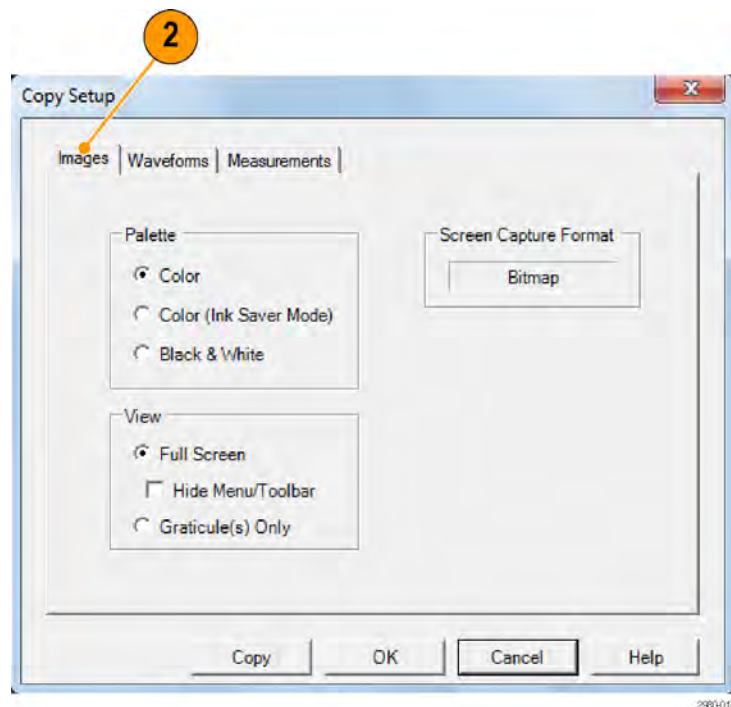 2
Copy Setup
x
Images Waveforms Measurements
Palette
Color
Color (Ink Saver Mode)
Black & White
Screen Capture Format
Bitmap
View
Full Screen
Hide Menu/Toolbar
Graticule(s) Only
Copy OK Cancel Help